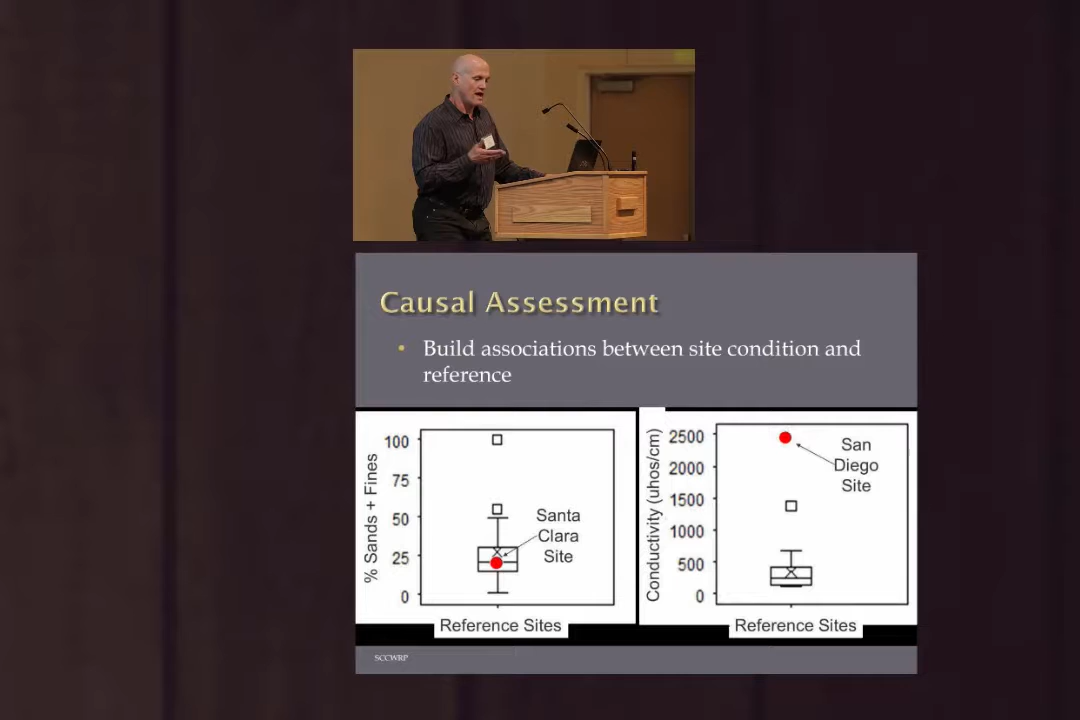 Causal Assessment
• Build associations between site condition and
reference
% Sands + Fines
100
75
50
25
0
Santa
Clara
Site
Reference Sites
Conductivity (uhos/cm)
2500
2000
1500
1000
500
0
San
Diego
Site
Reference Sites
SCCWRP